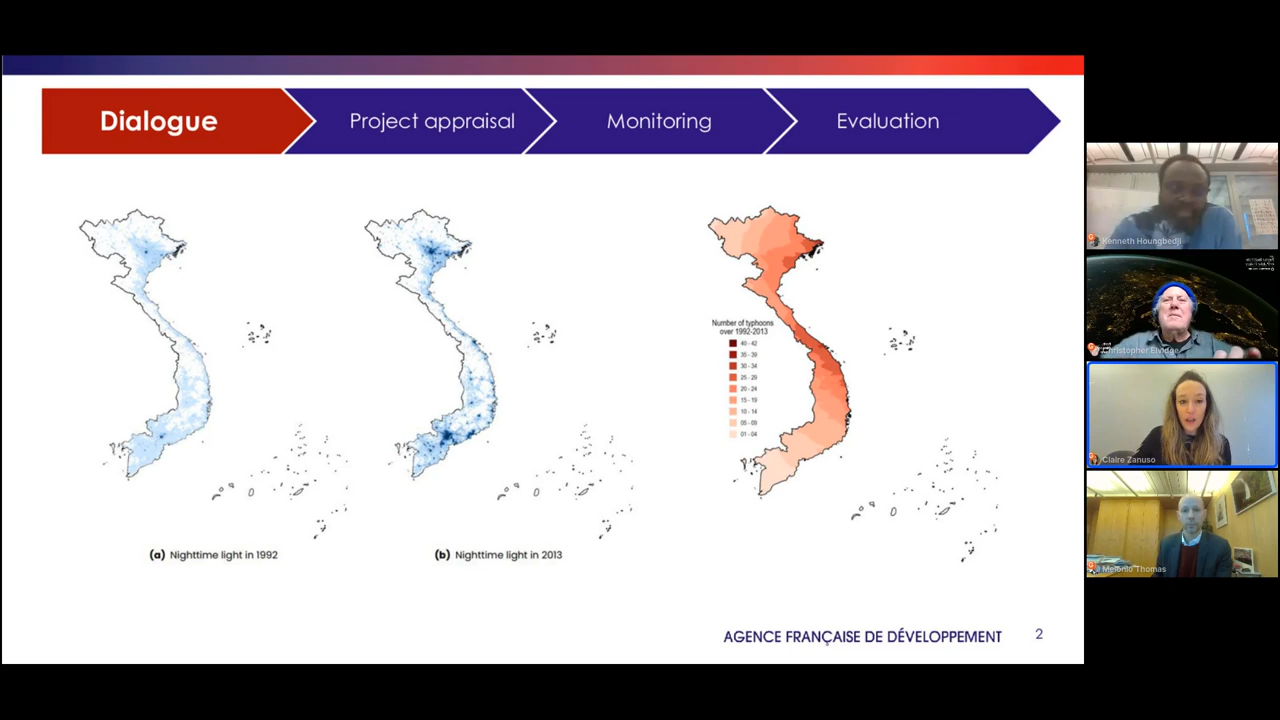 Dialogue
Project appraisal
Monitoring
Evaluation
Number of typhoons
over 1992-2013
40 - 42
35 - 39
30 - 34
25 - 29
20 - 24
15 - 19
10 - 14
05 - 09
01 - 04
(a) Nighttime light in 1992
(b) Nighttime light in 2013
AGENCE FRANÇAISE DE DÉVELOPPEMENT
2
Kenneth Houngbedji
Christopher Elvidge
Claire Zanuso
Melonio Thomas